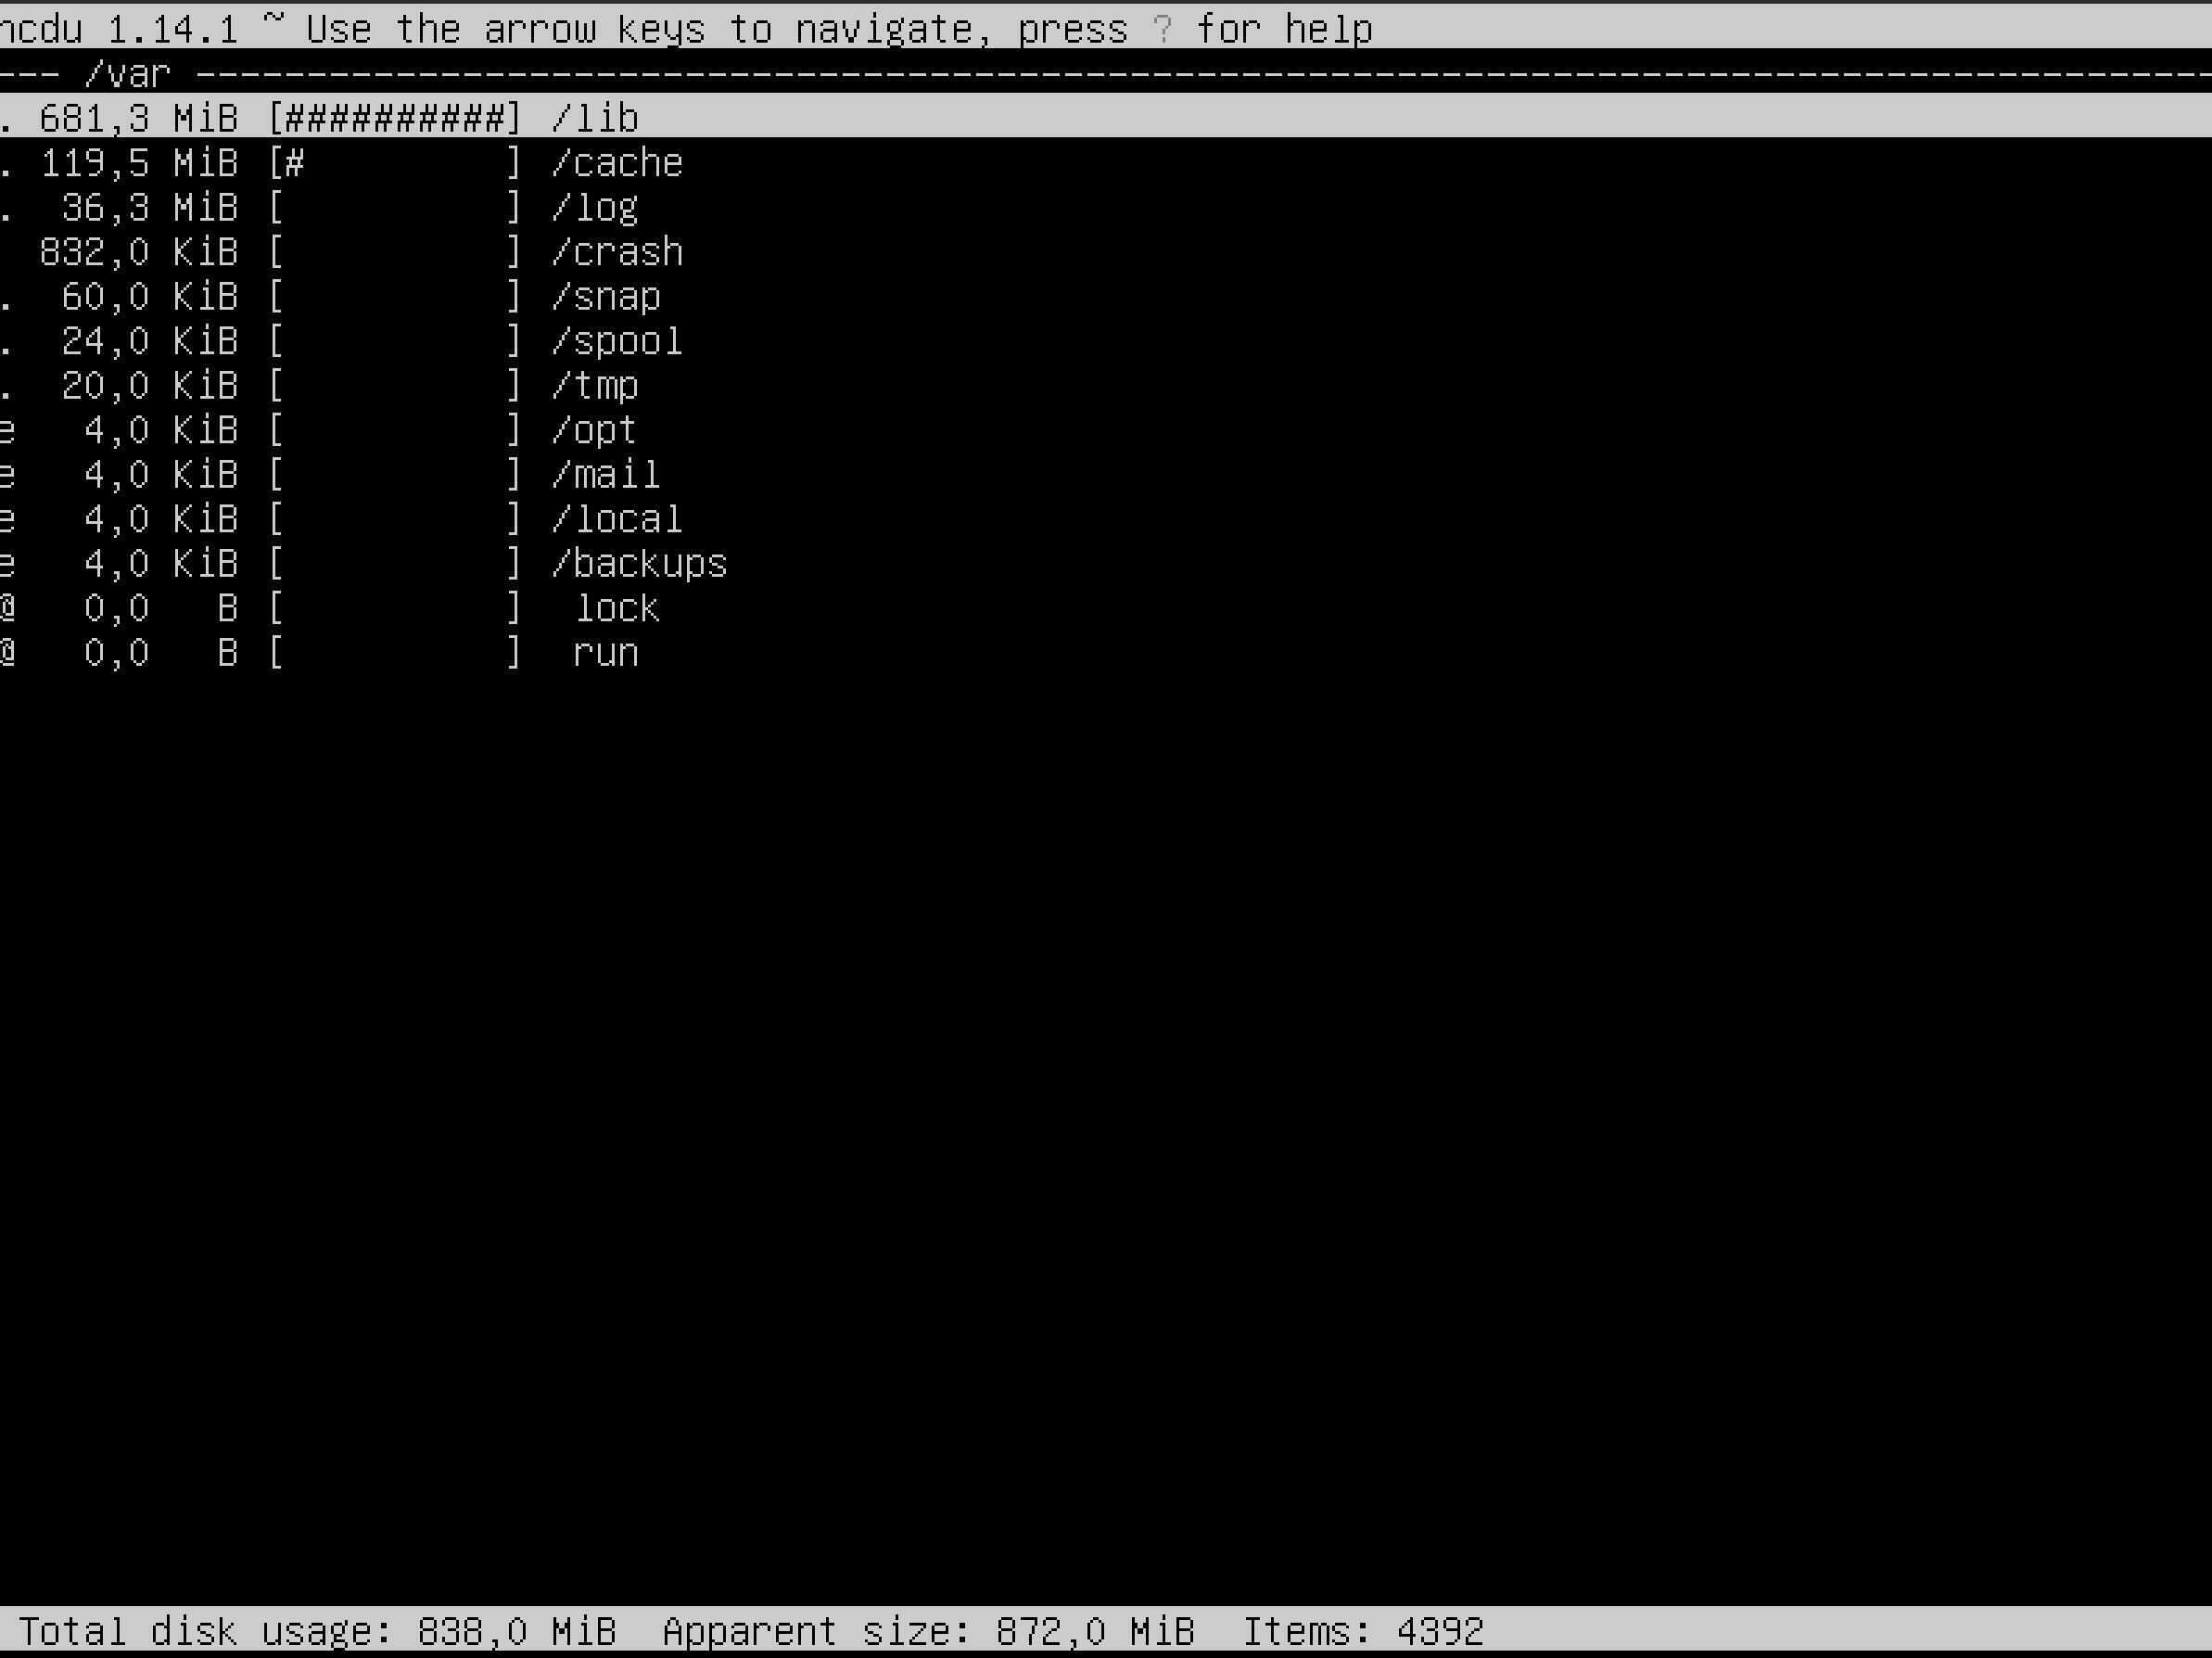 ncdu 1.14.1 ~ Use the arrow keys to navigate, press ? for help
--- /var ----------------------------------------------------------------------------------------------
. 681,3 MiB [##########] /lib
. 119,5 MiB [#         ] /cache
.  36,3 MiB [          ] /log
  832,0 KiB [          ] /crash
.  60,0 KiB [          ] /snap
.  24,0 KiB [          ] /spool
.  20,0 KiB [          ] /tmp
e   4,0 KiB [          ] /opt
e   4,0 KiB [          ] /mail
e   4,0 KiB [          ] /local
e   4,0 KiB [          ] /backups
@   0,0   B [          ]  lock
@   0,0   B [          ]  run
Total disk usage: 838,0 MiB  Apparent size: 872,0 MiB  Items: 4392